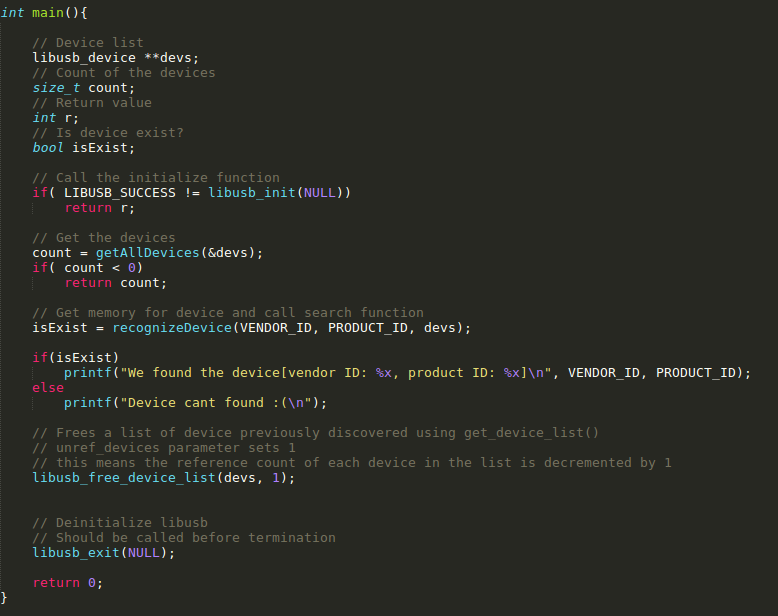 int main(){
// Device list
libusb_device **devs;
// Count of the devices
size_t count;
// Return value
int r;
// Is device exist?
bool isExist;
// Call the initialize function
if( LIBUSB_SUCCESS != libusb_init(NULL))
return r;
// Get the devices
count = getAllDevices(&devs);
if( count < 0)
return count;
// Get memory for device and call search function
isExist = recognizeDevice(VENDOR_ID, PRODUCT_ID, devs);
if(isExist)
printf("We found the device[vendor ID: %x, product ID: %x]\n", VENDOR_ID, PRODUCT_ID);
else
printf("Device cant found :(\n");
// Frees a list of device previously discovered using get_device_list()
// unref_devices parameter sets 1
// this means the reference count of each device in the list is decremented by 1
libusb_free_device_list(devs, 1);
// Deinitialize libusb
// Should be called before termination
libusb_exit(NULL);
return 0;
}